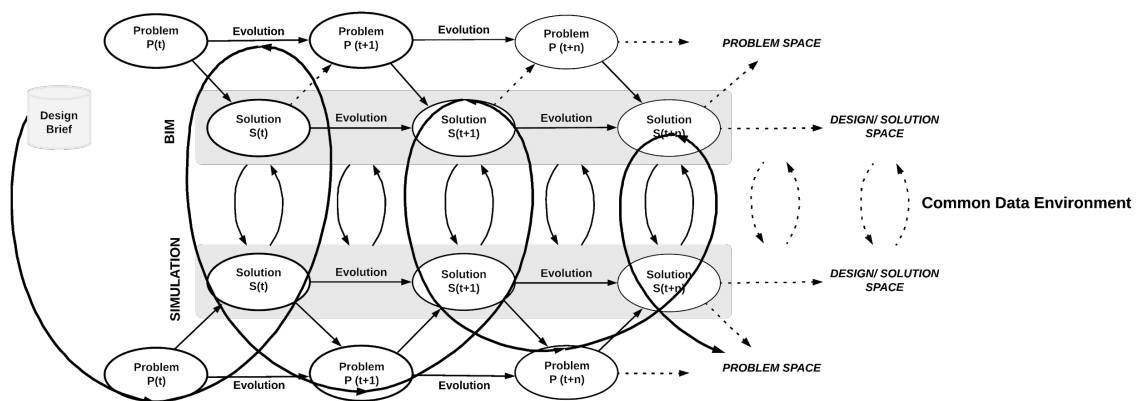 Problem
P(t)
Evolution
Problem
P (t+1)
Evolution
Problem
P (t+n)
PROBLEM SPACE
Design
Brief
BIM
Solution
S(t)
Evolution
Solution
S(t+1)
Evolution
Solution
S(t+n)
DESIGN/ SOLUTION
SPACE
Common Data Environment
SIMULATION
Solution
S(t)
Evolution
Solution
S(t+1)
Evolution
Solution
S(t+n)
DESIGN/ SOLUTION
SPACE
Problem
P(t)
Evolution
Problem
P (t+1)
Evolution
Problem
P (t+n)
PROBLEM SPACE